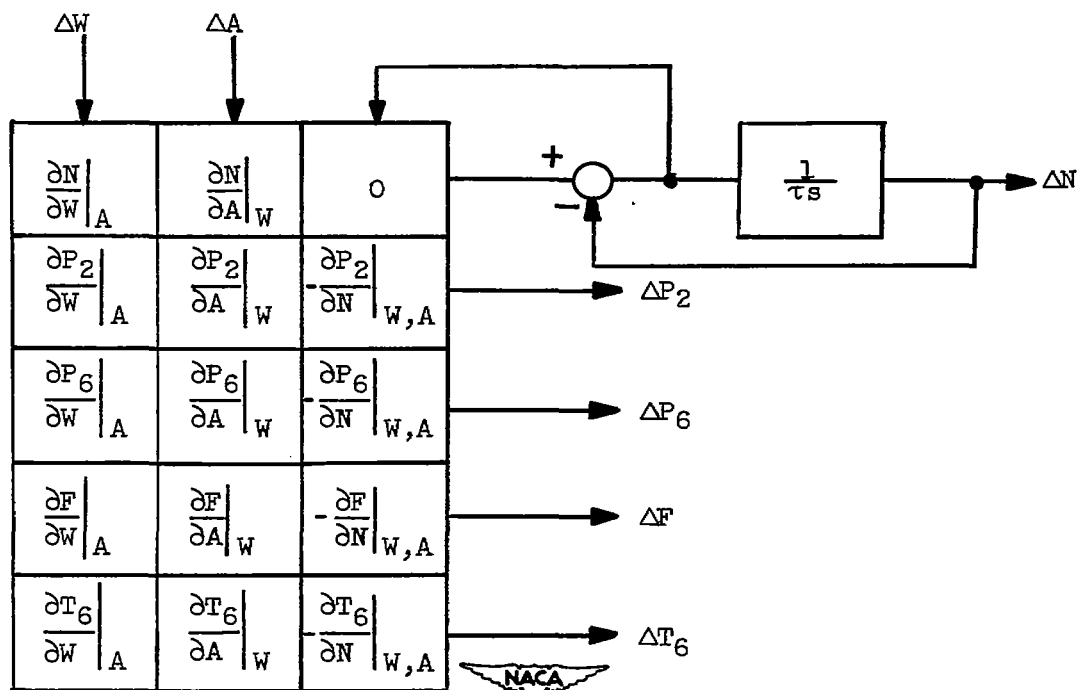 ΔW ΔA
∂N/∂W|A ∂N/∂A|W 0 + − 1/τs ΔN
∂P₂/∂W|A ∂P₂/∂A|W -∂P₂/∂N|W,A ΔP₂
∂P₆/∂W|A ∂P₆/∂A|W -∂P₆/∂N|W,A ΔP₆
∂F/∂W|A ∂F/∂A|W -∂F/∂N|W,A ΔF
∂T₆/∂W|A ∂T₆/∂A|W -∂T₆/∂N|W,A ΔT₆
NACA